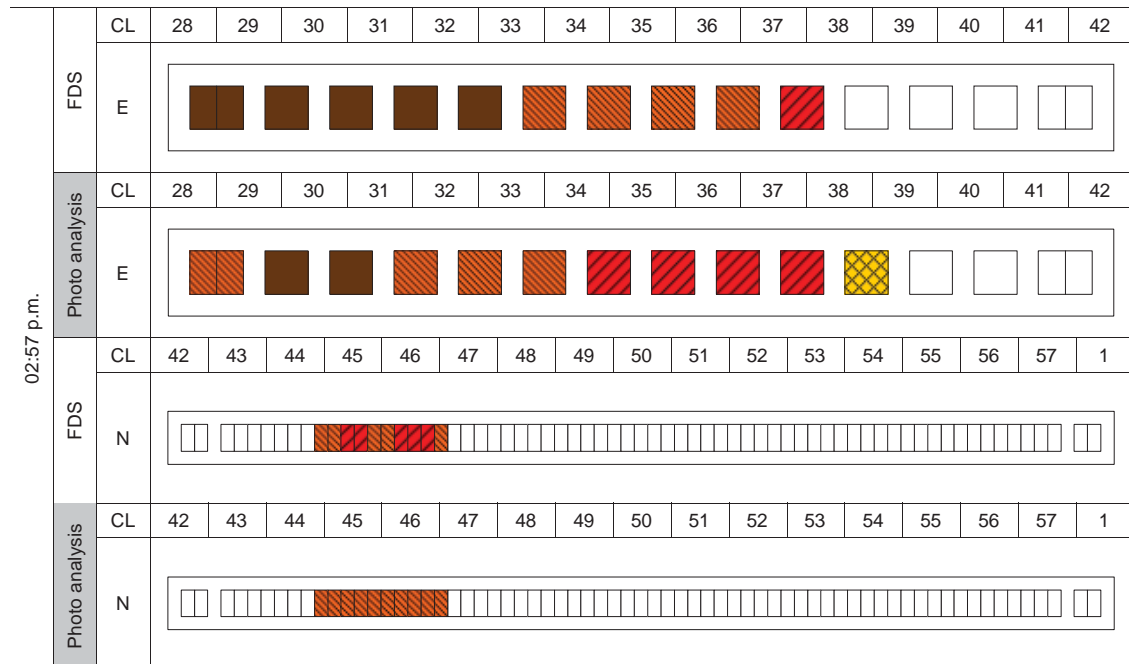 02:57 p.m.
FDS
CL 28 29 30 31 32 33 34 35 36 37 38 39 40 41 42
E
Photo analysis
CL 28 29 30 31 32 33 34 35 36 37 38 39 40 41 42
E
FDS
CL 42 43 44 45 46 47 48 49 50 51 52 53 54 55 56 57 1
N
Photo analysis
CL 42 43 44 45 46 47 48 49 50 51 52 53 54 55 56 57 1
N